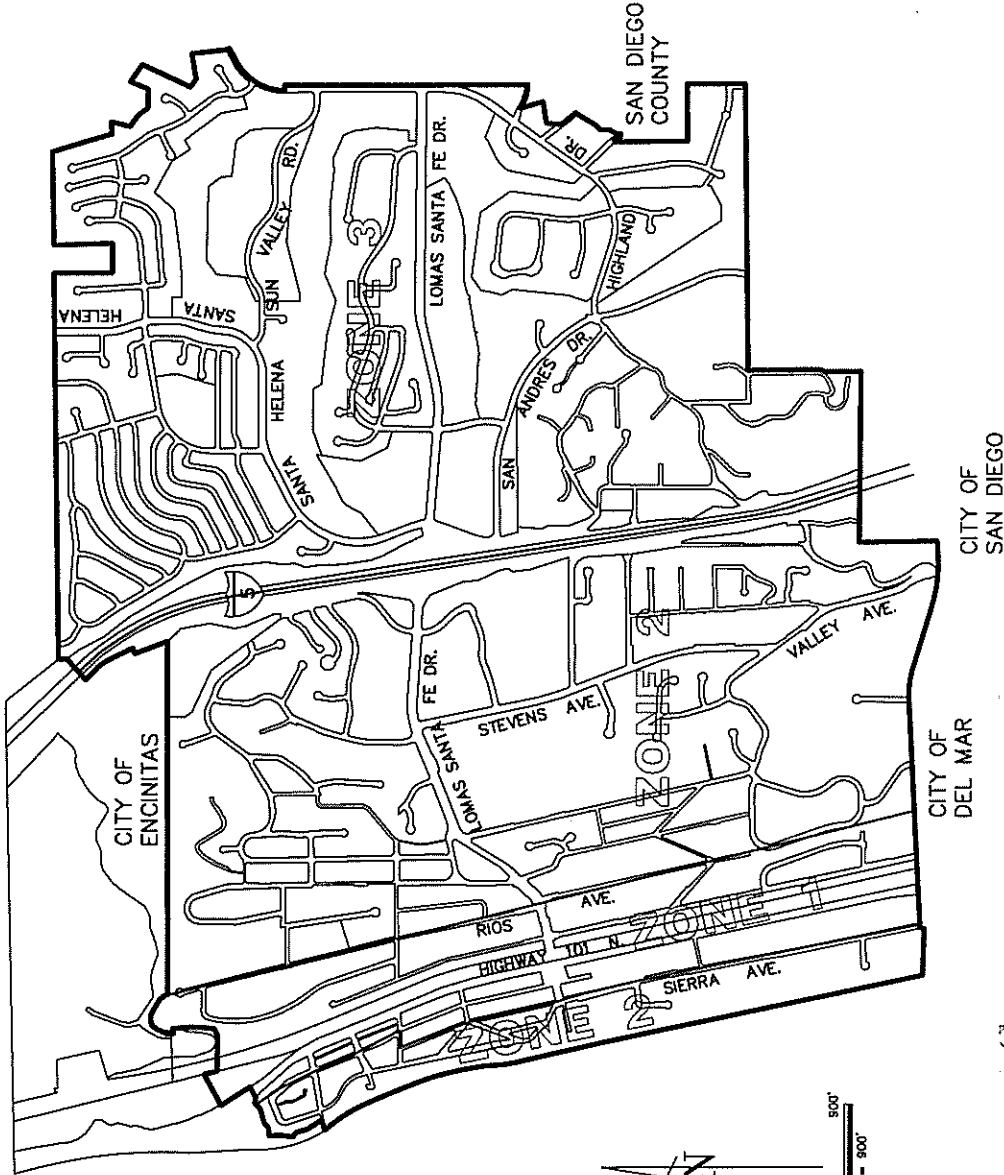 SAN DIEGO
COUNTY
HELENA
SANTA
SUN
VALLEY
RD.
HELENA
SANTA
ZONE 3
LOMAS SANTA FE DR.
DR.
HIGHLAND
SAN
ANDRES
DR.
5
CITY OF
SAN DIEGO
CITY OF
ENCINITAS
LOMAS SANTA
FE DR.
STEVENS AVE.
ZONE 2
VALLEY AVE.
CITY OF
DEL MAR
RIOS
AVE.
HIGHWAY 101 N.
ZONE 1
SIERRA AVE.
ZONE 2
900'
900'
N